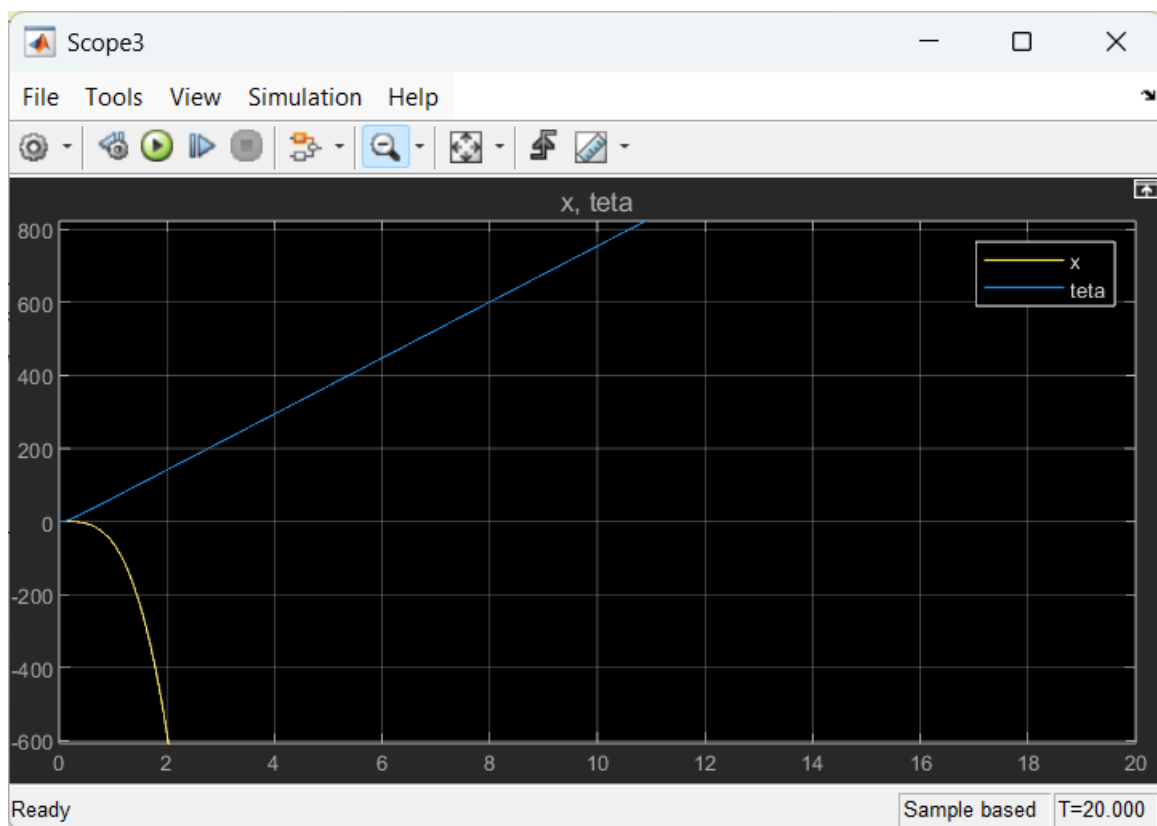 Scope3
File Tools View Simulation Help
x, teta
800
600
400
200
0
-200
-400
-600
0 2 4 6 8 10 12 14 16 18 20
x
teta
Ready
Sample based
T=20.000